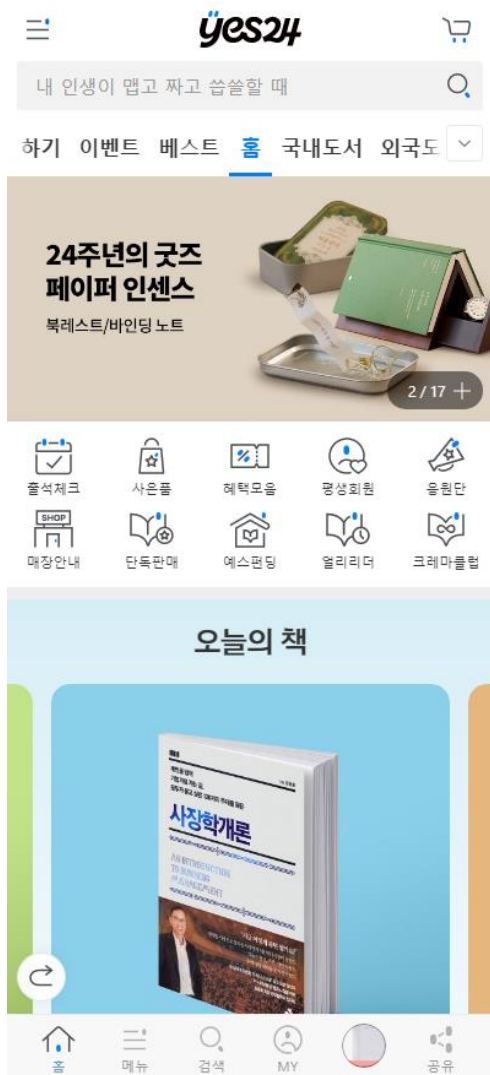 yes24
내 인생이 맵고 짜고 씁쓸할 때
하기 이벤트 베스트 홈 국내도서 외국도
24주년의 굿즈
페이퍼 인센스
북레스트/바인딩 노트
2/17 +
출석체크 사은품 혜택모음 평생회원 응원단
SHOP
매장안내 단독판매 예스펀딩 얼리리더 크레마클럽
오늘의 책
사장학개론
AN INTRODUCTION
TO BUSINESS
MANAGEMENT
홈 메뉴 검색 MY 공유